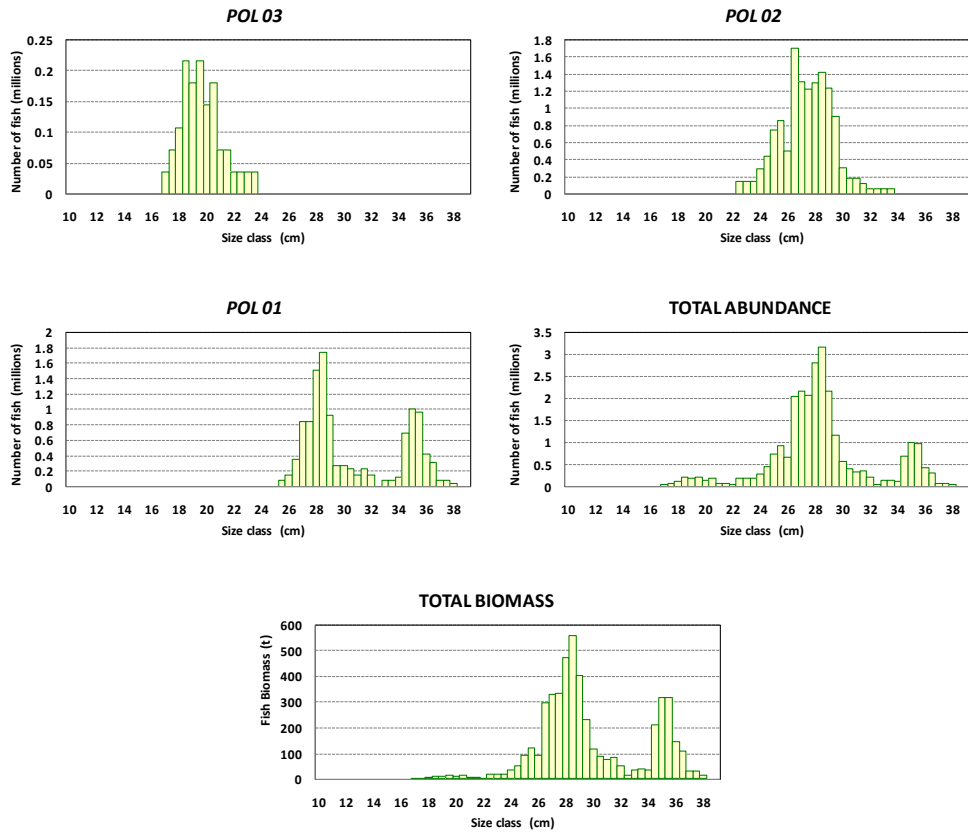 POL 03
Number of fish (millions)
0.25
0.2
0.15
0.1
0.05
0
10 12 14 16 18 20 22 24 26 28 30 32 34 36 38
Size class (cm)
POL 02
Number of fish (millions)
1.8
1.6
1.4
1.2
1
0.8
0.6
0.4
0.2
0
10 12 14 16 18 20 22 24 26 28 30 32 34 36 38
Size class (cm)
POL 01
Number of fish (millions)
2
1.8
1.6
1.4
1.2
1
0.8
0.6
0.4
0.2
0
10 12 14 16 18 20 22 24 26 28 30 32 34 36 38
Size class (cm)
TOTAL ABUNDANCE
Number of fish (millions)
3.5
3
2.5
2
1.5
1
0.5
0
10 12 14 16 18 20 22 24 26 28 30 32 34 36 38
Size class (cm)
TOTAL BIOMASS
Fish Biomass (t)
600
500
400
300
200
100
0
10 12 14 16 18 20 22 24 26 28 30 32 34 36 38
Size class (cm)